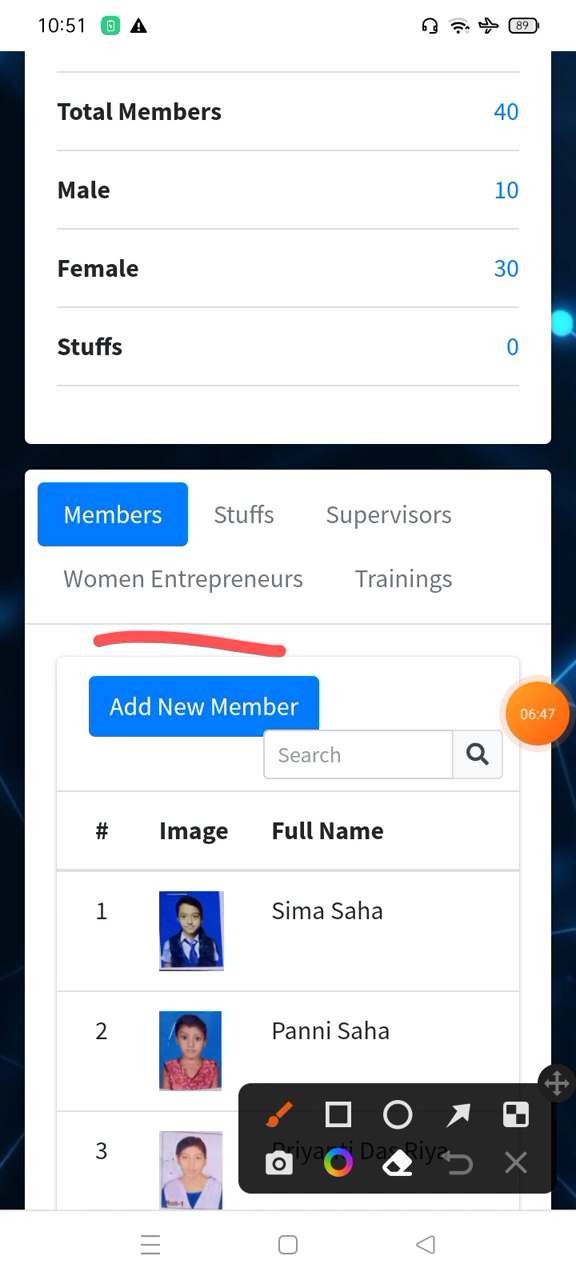 10:51 89
Total Members 40
Male 10
Female 30
Stuffs 0
Members Stuffs Supervisors
Women Entrepreneurs Trainings
Add New Member
06:47
Search
# Image Full Name
1 Sima Saha
2 Panni Saha
3 Priyanti Das Riya